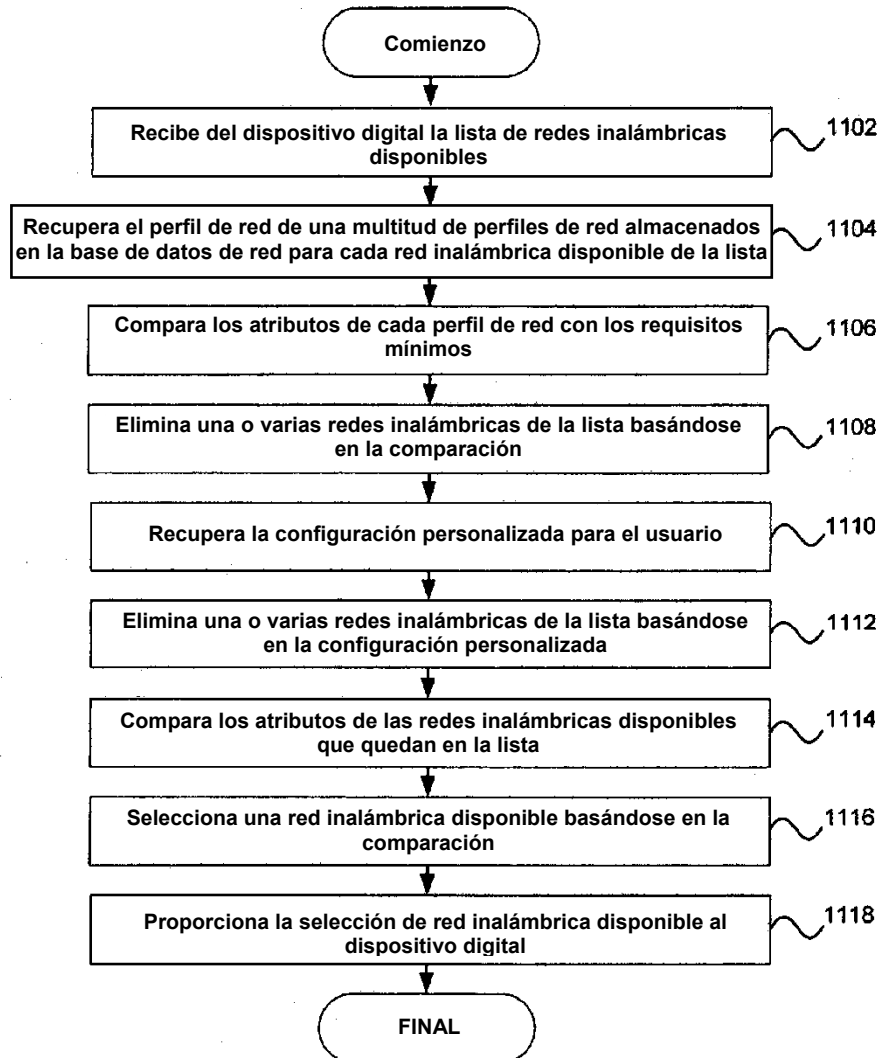 Comienzo
Recibe del dispositivo digital la lista de redes inalámbricas
disponibles
1102
Recupera el perfil de red de una multitud de perfiles de red almacenados
en la base de datos de red para cada red inalámbrica disponible de la lista
1104
Compara los atributos de cada perfil de red con los requisitos
mínimos
1106
Elimina una o varias redes inalámbricas de la lista basándose
en la comparación
1108
Recupera la configuración personalizada para el usuario
1110
Elimina una o varias redes inalámbricas de la lista basándose
en la configuración personalizada
1112
Compara los atributos de las redes inalámbricas disponibles
que quedan en la lista
1114
Selecciona una red inalámbrica disponible basándose en la
comparación
1116
Proporciona la selección de red inalámbrica disponible al
dispositivo digital
1118
FINAL